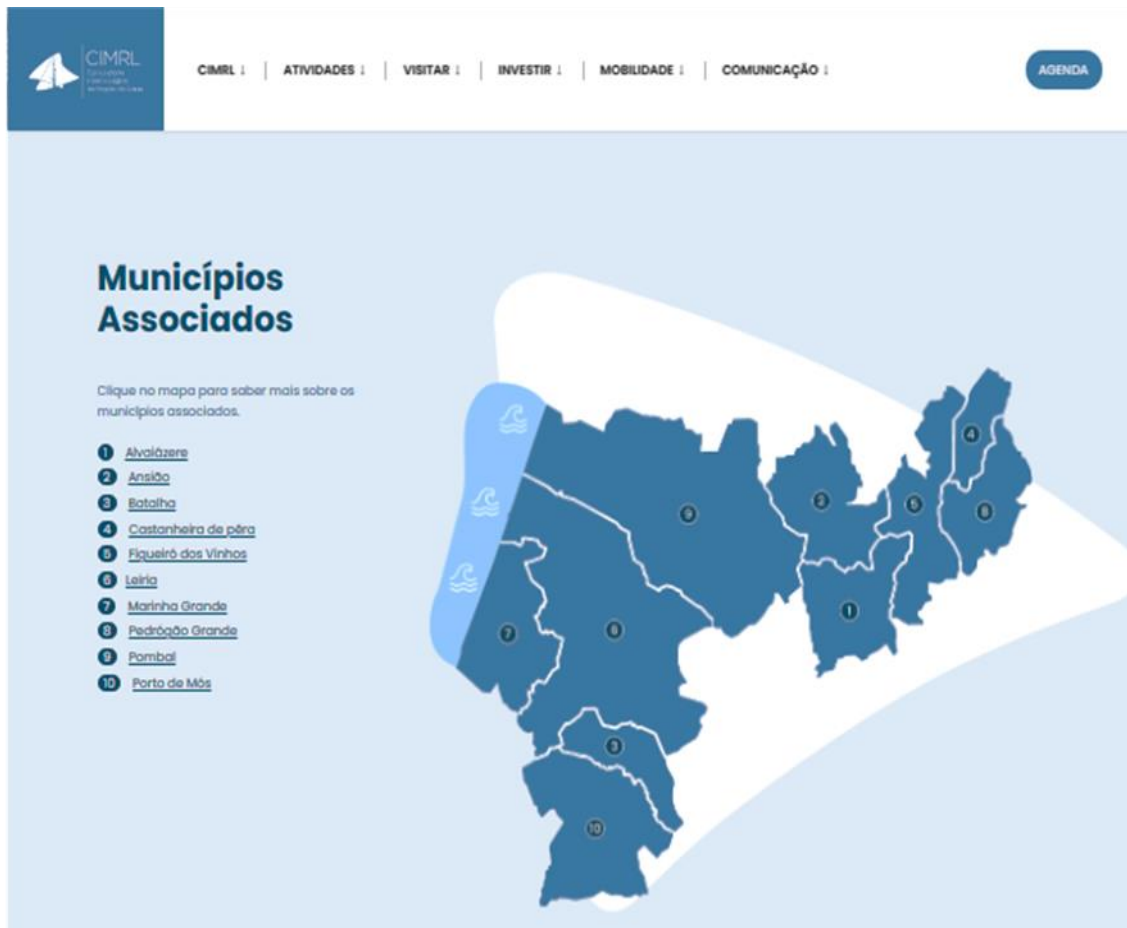 CIMRL
CIMRL ↓ | ATIVIDADES ↓ | VISITAR ↓ | INVESTIR ↓ | MOBILIDADE ↓ | COMUNICAÇÃO ↓
AGENDA
Municípios
Associados
Clique no mapa para saber mais sobre os
municípios associados.
1 Alvaiázere
2 Ansião
3 Batalha
4 Castanheira de pêra
5 Figueiró dos Vinhos
6 Leiria
7 Marinha Grande
8 Pedrógão Grande
9 Pombal
10 Porto de Mós
4
9
2
5
8
1
7
6
3
10